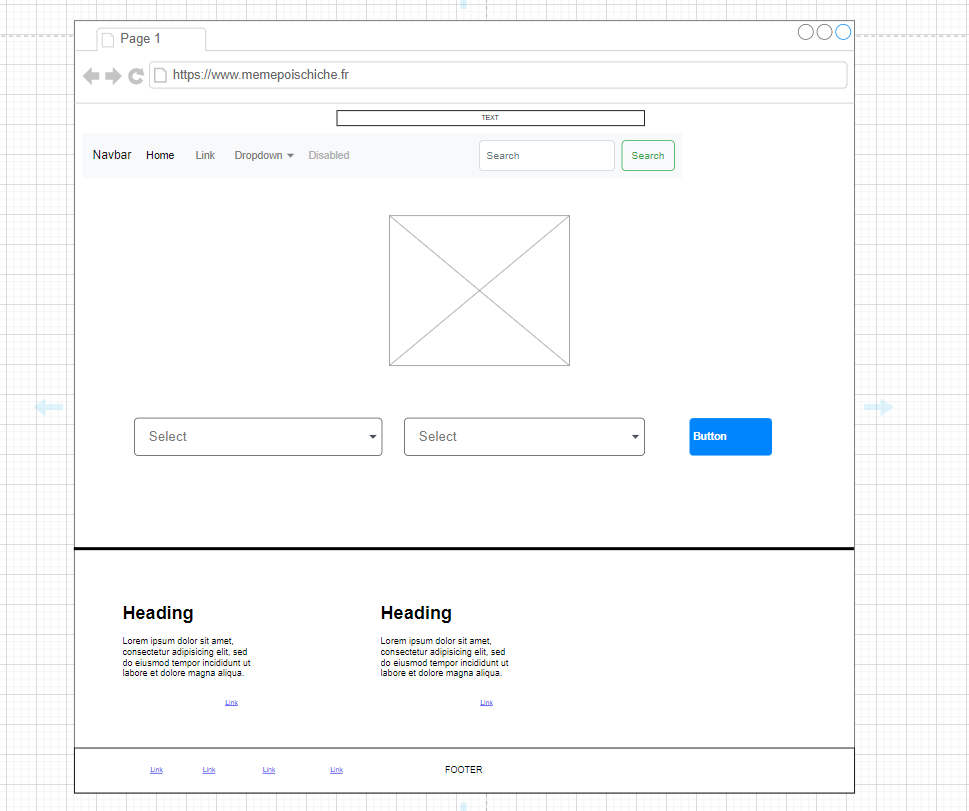 Page 1
https://www.memepoischiche.fr
TEXT
Navbar Home Link Dropdown Disabled Search Search
Select Select Button
Heading
Lorem ipsum dolor sit amet,
consectetur adipisicing elit, sed
do eiusmod tempor incididunt ut
labore et dolore magna aliqua.
Link
Heading
Lorem ipsum dolor sit amet,
consectetur adipisicing elit, sed
do eiusmod tempor incididunt ut
labore et dolore magna aliqua.
Link
Link Link Link Link FOOTER